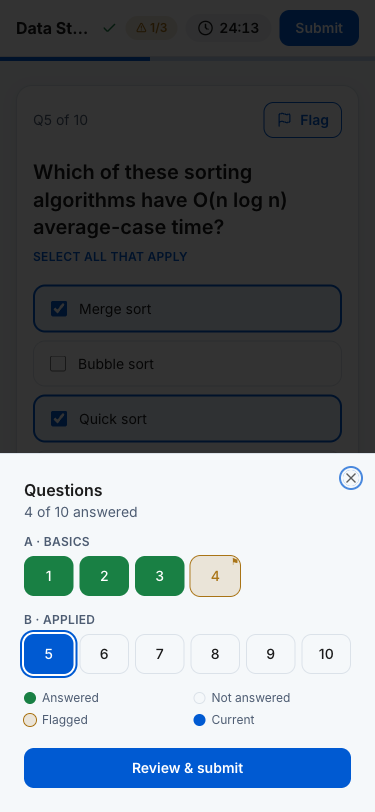 Data St...
1/3
24:13
Submit
Q5 of 10
Flag
Which of these sorting
algorithms have O(n log n)
average-case time?
SELECT ALL THAT APPLY
Merge sort
Bubble sort
Quick sort
Questions
4 of 10 answered
A · BASICS
1 2 3 4
B · APPLIED
5 6 7 8 9 10
Answered
Not answered
Flagged
Current
Review & submit